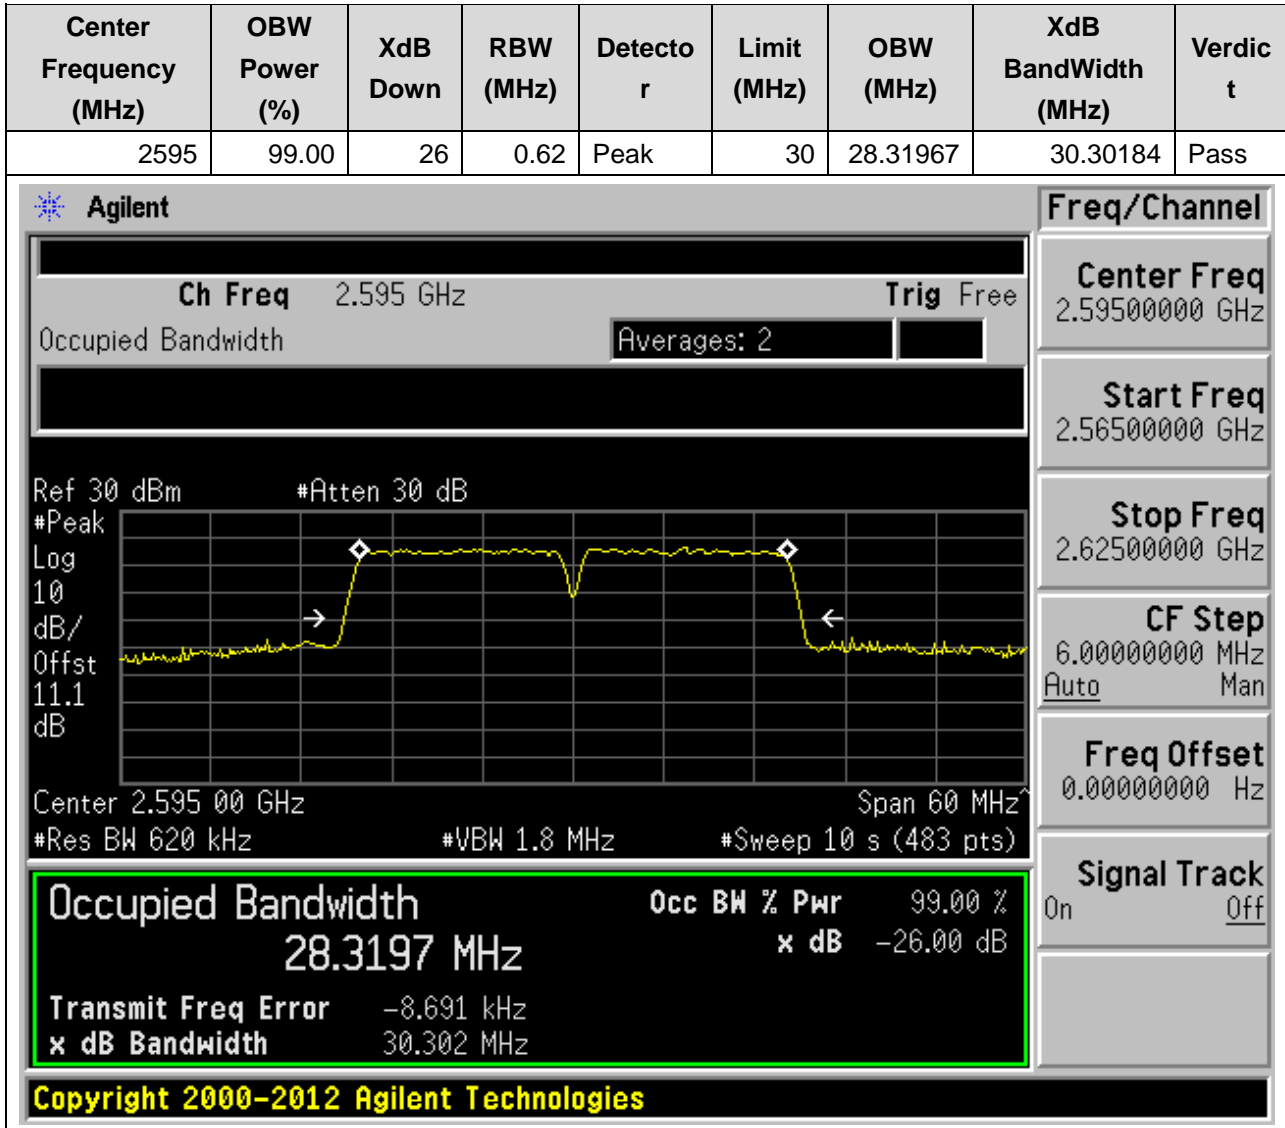 Center Frequency (MHz) OBW Power (%) XdB Down RBW (MHz) Detecto r Limit (MHz) OBW (MHz) XdB BandWidth (MHz) Verdic t
2595 99.00 26 0.62 Peak 30 28.31967 30.30184 Pass
Agilent
Freq/Channel
Ch Freq 2.595 GHz Trig Free
Occupied Bandwidth Averages: 2
Ref 30 dBm #Atten 30 dB
#Peak
Log
10
dB/
Offst
11.1
dB
Center 2.595 00 GHz Span 60 MHz^
#Res BW 620 kHz #VBW 1.8 MHz #Sweep 10 s (483 pts)
Occupied Bandwidth Occ BW % Pwr 99.00 %
28.3197 MHz x dB -26.00 dB
Transmit Freq Error -8.691 kHz
x dB Bandwidth 30.302 MHz
Center Freq
2.59500000 GHz
Start Freq
2.56500000 GHz
Stop Freq
2.62500000 GHz
CF Step
6.00000000 MHz
Auto Man
Freq Offset
0.00000000 Hz
Signal Track
On Off
Copyright 2000-2012 Agilent Technologies